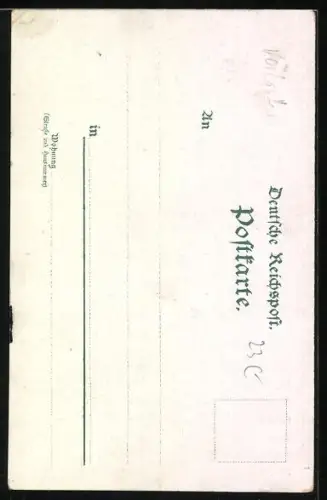 Deutsche Reichspost.
Postkarte.
23C
An
in
Wohnung
(Straße und Hausnummer)